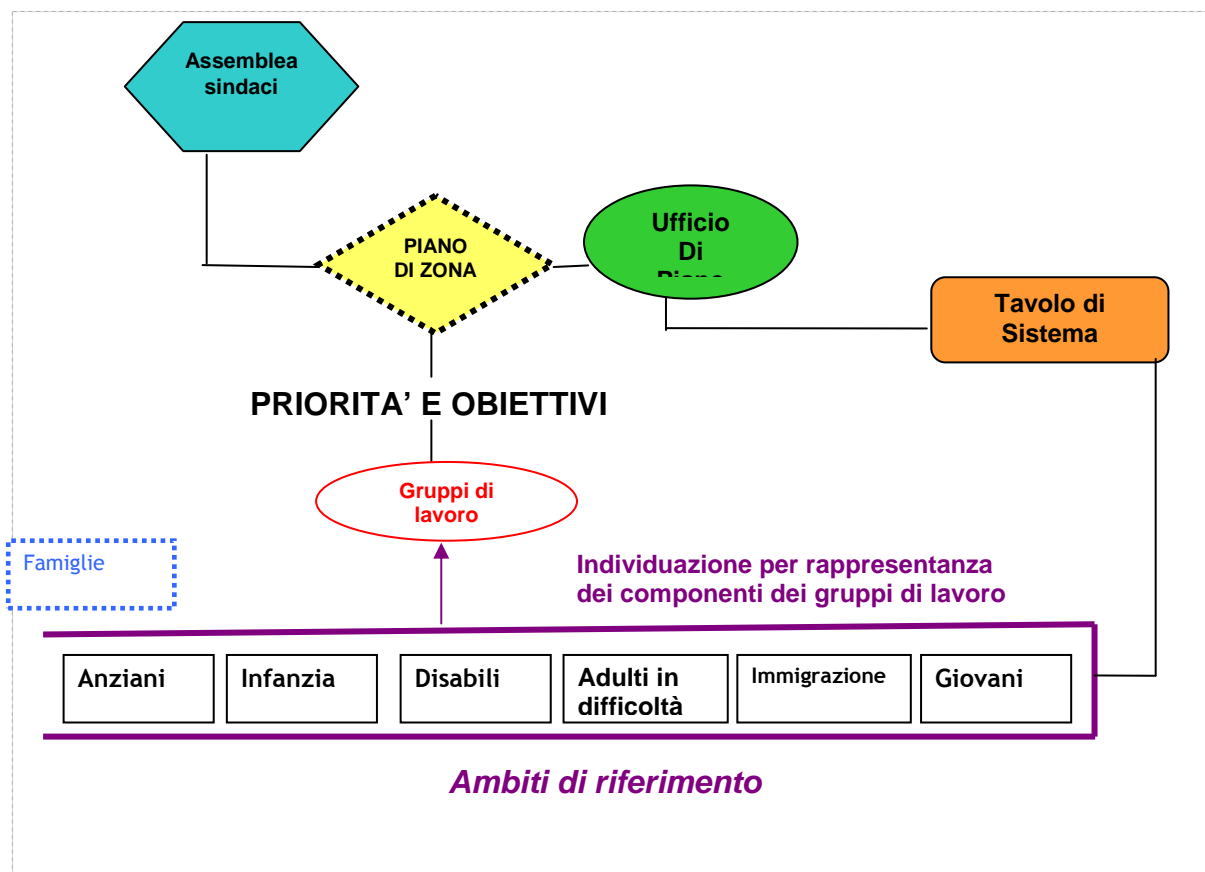 Assemblea
sindaci
PIANO
DI ZONA
Ufficio
Di
Tavolo di
Sistema
PRIORITA’ E OBIETTIVI
Gruppi di
lavoro
Famiglie
Individuazione per rappresentanza
dei componenti dei gruppi di lavoro
Anziani
Infanzia
Disabili
Adulti in
difficoltà
Immigrazione
Giovani
Ambiti di riferimento